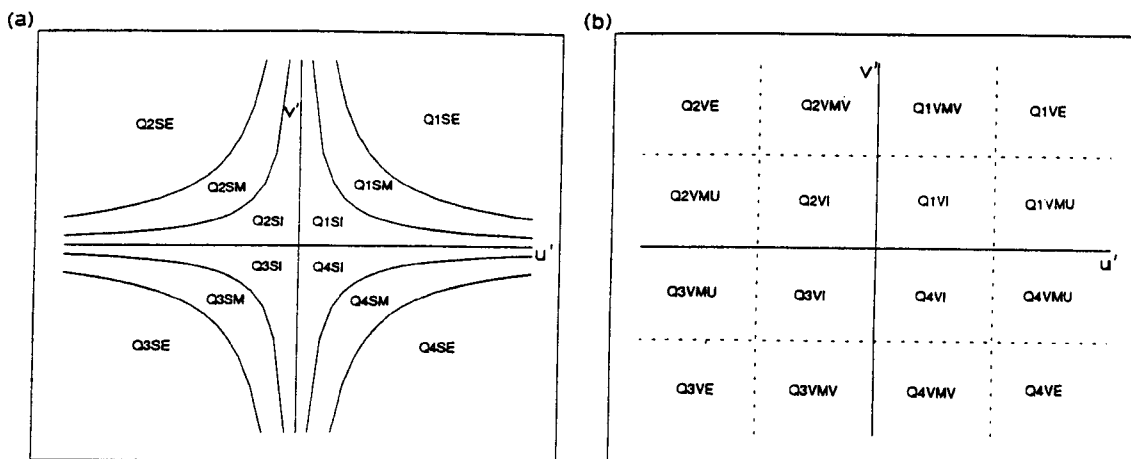 (a)
v'
Q2SE
Q1SE
Q2SM
Q1SM
Q2SI
Q1SI
u'
Q3SI
Q4SI
Q3SM
Q4SM
Q3SE
Q4SE
(b)
v'
Q2VE
Q2VMV
Q1VMV
Q1VE
Q2VMU
Q2VI
Q1VI
Q1VMU
u'
Q3VMU
Q3VI
Q4VI
Q4VMU
Q3VE
Q3VMV
Q4VMV
Q4VE